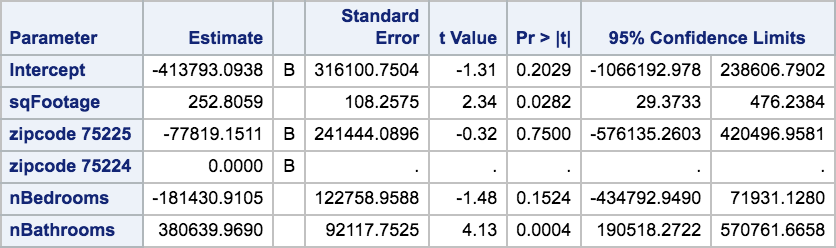 Parameter Estimate Standard Error t Value Pr > |t| 95% Confidence Limits
Intercept -413793.0938 B 316100.7504 -1.31 0.2029 -1066192.978 238606.7902
sqFootage 252.8059 108.2575 2.34 0.0282 29.3733 476.2384
zipcode 75225 -77819.1511 B 241444.0896 -0.32 0.7500 -576135.2603 420496.9581
zipcode 75224 0.0000 B . . . . .
nBedrooms -181430.9105 122758.9588 -1.48 0.1524 -434792.9490 71931.1280
nBathrooms 380639.9690 92117.7525 4.13 0.0004 190518.2722 570761.6658